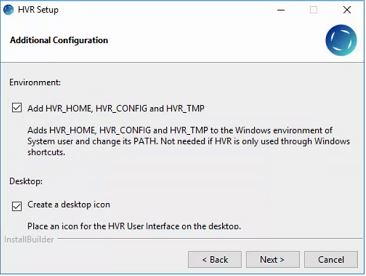 HVR Setup
Additional Configuration
Environment:
Add HVR_HOME, HVR_CONFIG and HVR_TMP
Adds HVR_HOME, HVR_CONFIG and HVR_TMP to the Windows environment of
System user and change its PATH. Not needed if HVR is only used through Windows
shortcuts.
Desktop:
Create a desktop icon
Place an icon for the HVR User Interface on the desktop.
InstallBuilder
< Back
Next >
Cancel